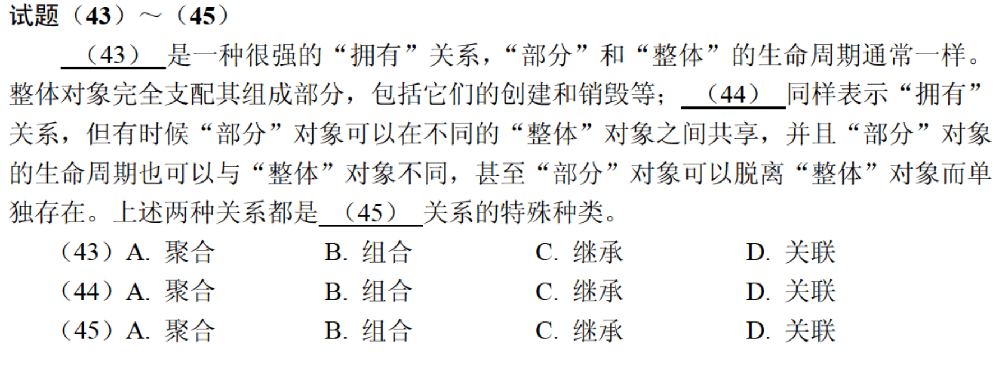 试题（43）～（45）
（43） 是一种很强的“拥有”关系，“部分”和“整体”的生命周期通常一样。
整体对象完全支配其组成部分，包括它们的创建和销毁等； （44） 同样表示“拥有”
关系，但有时候“部分”对象可以在不同的“整体”对象之间共享，并且“部分”对象
的生命周期也可以与“整体”对象不同，甚至“部分”对象可以脱离“整体”对象而单
独存在。上述两种关系都是 （45） 关系的特殊种类。
（43）A. 聚合 B. 组合 C. 继承 D. 关联
（44）A. 聚合 B. 组合 C. 继承 D. 关联
（45）A. 聚合 B. 组合 C. 继承 D. 关联